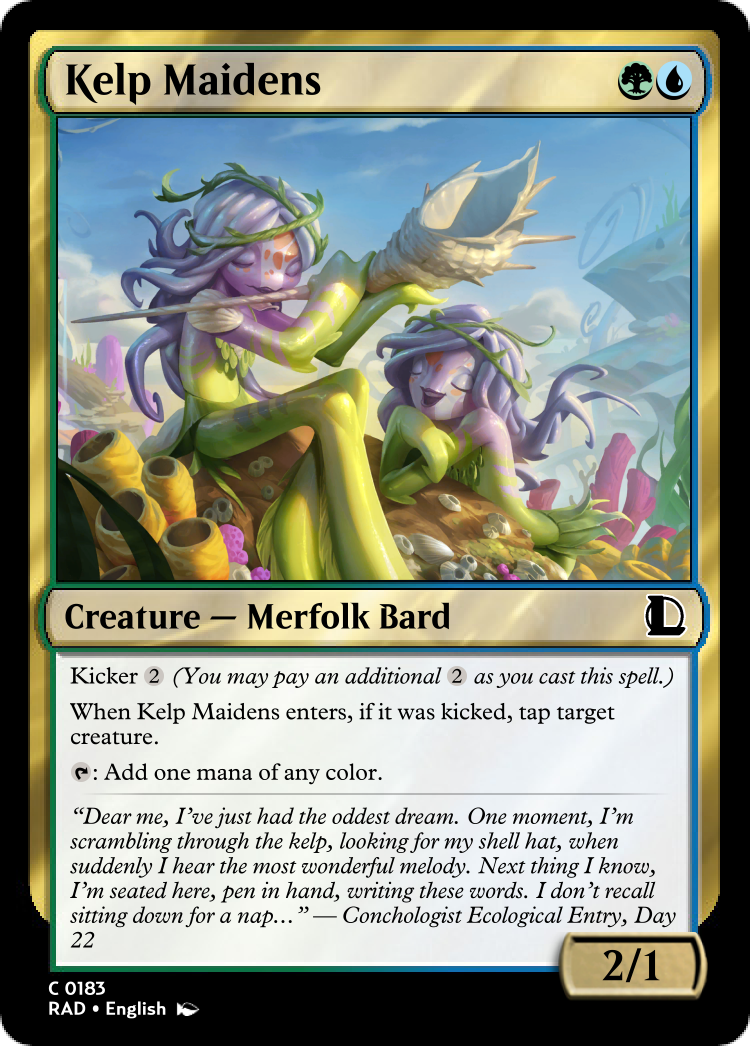 Kelp Maidens
Creature — Merfolk Bard
Kicker 2 (You may pay an additional 2 as you cast this spell.)
When Kelp Maidens enters, if it was kicked, tap target
creature.
: Add one mana of any color.
“Dear me, I’ve just had the oddest dream. One moment, I’m
scrambling through the kelp, looking for my shell hat, when
suddenly I hear the most wonderful melody. Next thing I know,
I’m seated here, pen in hand, writing these words. I don’t recall
sitting down for a nap...” — Conchologist Ecological Entry, Day
22
2/1
C 0183
RAD • English